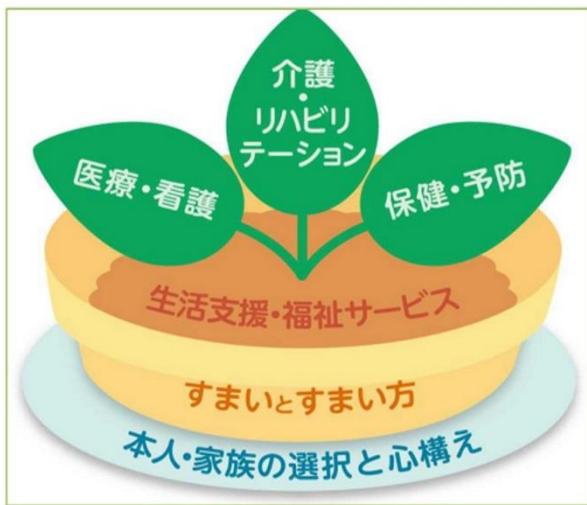 介護
・
リハビリ
テーション
医療・看護
保健・予防
生活支援・福祉サービス
すまいとすまい方
本人・家族の選択と心構え